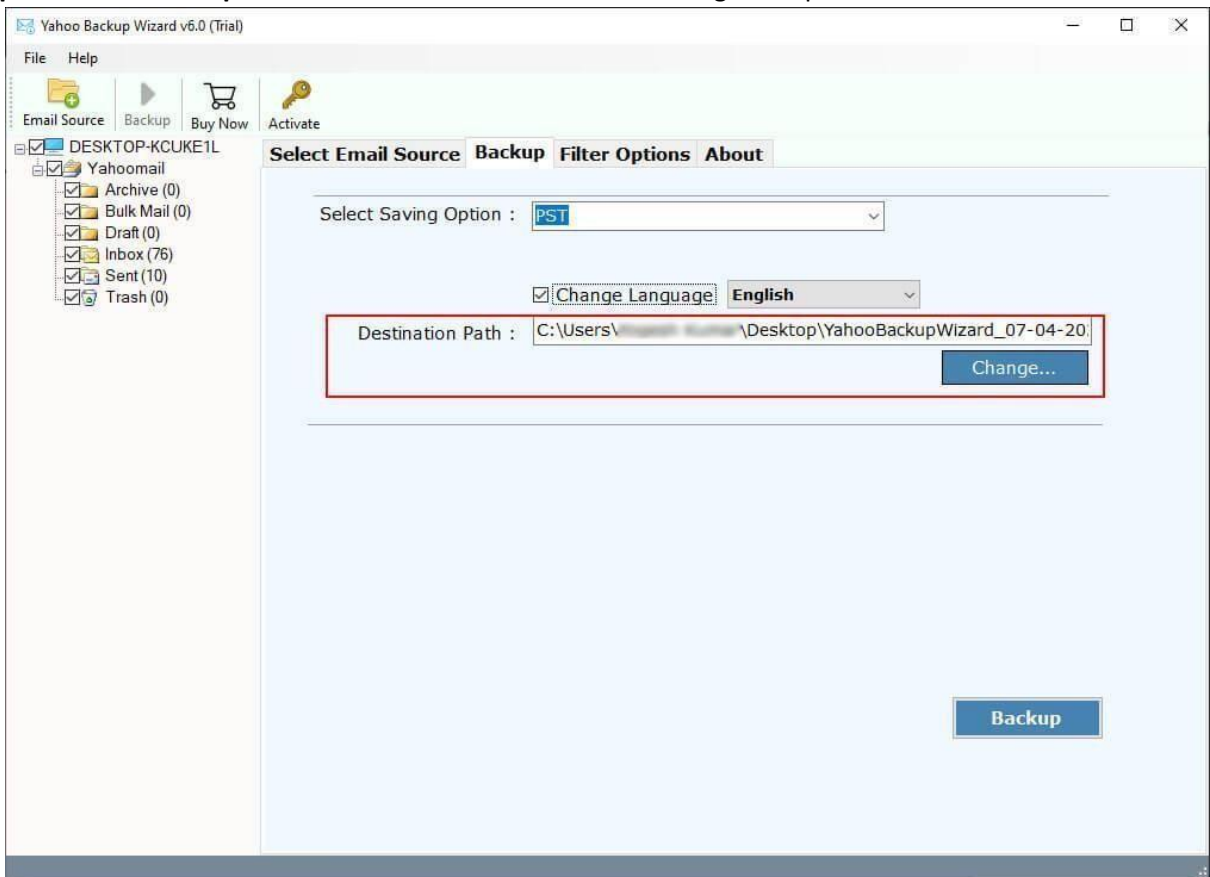 Yahoo Backup Wizard v6.0 (Trial)
File Help
Email Source Backup Buy Now Activate
DESKTOP-KCUKE1L
Yahoomail
Archive (0)
Bulk Mail (0)
Draft (0)
Inbox (76)
Sent (10)
Trash (0)
Select Email Source Backup Filter Options About
Select Saving Option : PST
Change Language English
Destination Path : C:\Users\ \Desktop\YahooBackupWizard_07-04-20
Change...
Backup